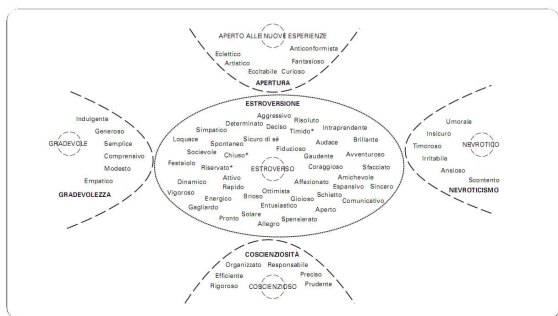 APERTO ALLE NUOVE ESPERIENZE
Anticonformista
Eclettico
Artistico Fantasioso
Eccitabile Curioso
APERTURA
Indulgente
Generoso
GRADEVOLE Semplice
Comprensivo
Modesto
Empatico
GRADEVOLEZZA
ESTROVERSIONE
Aggressivo
Determinato Deciso Risoluto
Simpatico Timido* Intraprendente
Loquace Spontaneo Sicuro di sé Audace Brillante
Socievole Chiuso* Fiducioso Gaudente Avventuroso
Festaiolo Riservato* ESTROVERSO Coraggioso Sfacciato
Dinamico Attivo Affezionato Amichevole
Vigoroso Rapido Ottimista Espansivo Sincero
Energico Brioso Gioioso Schietto
Gagliardo Entusiastico Aperto Comunicativo
Pronto Solare Spensierato
Allegro
Umorale
Insicuro
Timoroso NEVROTICO
Irritabile
Ansioso
Scontento
NEVROTICISMO
COSCIENZIOSITÀ
Organizzato Responsabile
Efficiente Preciso
Rigoroso COSCIENZIOSO Prudente